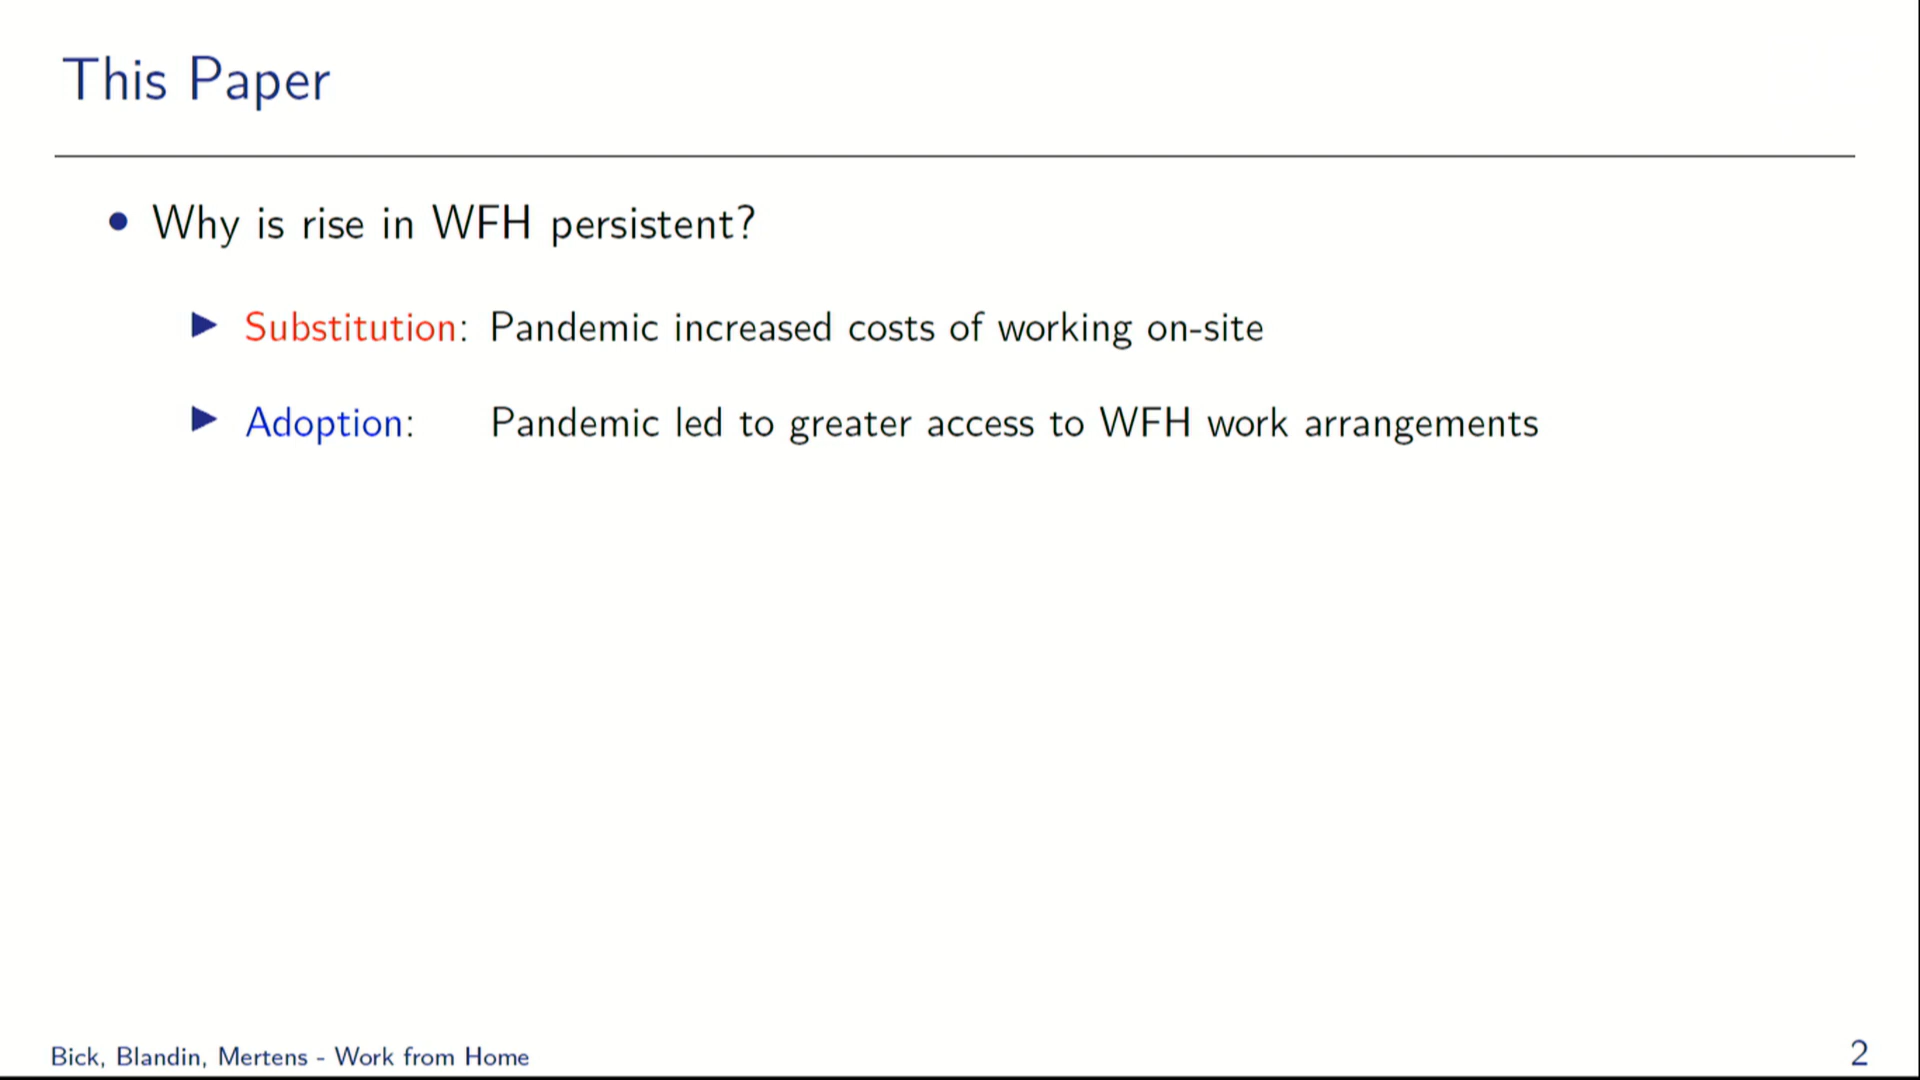 This Paper
Why is rise in WFH persistent?
Substitution: Pandemic increased costs of working on-site
Adoption: Pandemic led to greater access to WFH work arrangements
Bick, Blandin, Mertens - Work from Home 2